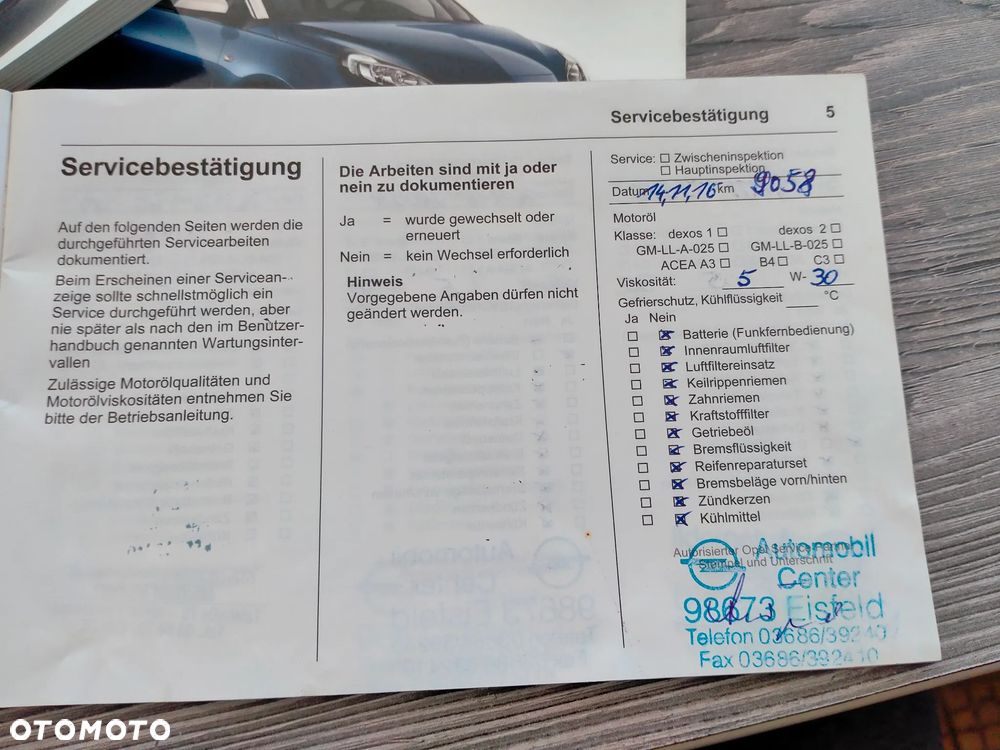 Servicebestätigung 5
Servicebestätigung
Auf den folgenden Seiten werden die
durchgeführten Servicearbeiten
dokumentiert.
Beim Erscheinen einer Servicean-
zeige sollte schnellstmöglich ein
Service durchgeführt werden, aber
nie später als nach den im Benutzer-
handbuch genannten Wartungsinter-
vallen
Zulässige Motorölqualitäten und
Motorölviskositäten entnehmen Sie
bitte der Betriebsanleitung.
Die Arbeiten sind mit ja oder
nein zu dokumentieren
Ja = wurde gewechselt oder
erneuert
Nein = kein Wechsel erforderlich
Hinweis
Vorgegebene Angaben dürfen nicht
geändert werden.
Service: Zwischeninspektion
Hauptinspektion
Datum 14,11,16 km 9058
Motoröl
Klasse: dexos 1 dexos 2
GM-LL-A-025 GM-LL-B-025
ACEA A3 B4 C3
Viskosität: 5 W- 30
Gefrierschutz, Kühlflüssigkeit °C
Ja Nein
Batterie (Funkfernbedienung)
Innenraumluftfilter
Luftfiltereinsatz
Keilrippenriemen
Zahnriemen
Kraftstofffilter
Getriebeöl
Bremsflüssigkeit
Reifenreparaturset
Bremsbeläge vorn/hinten
Zündkerzen
Kühlmittel
Autorisierter Opel
Stempel und Unterschrift
Automobil
Center
98673 Eisfeld
Telefon 03686/39240
Fax 03686/392410
OTOMOTO